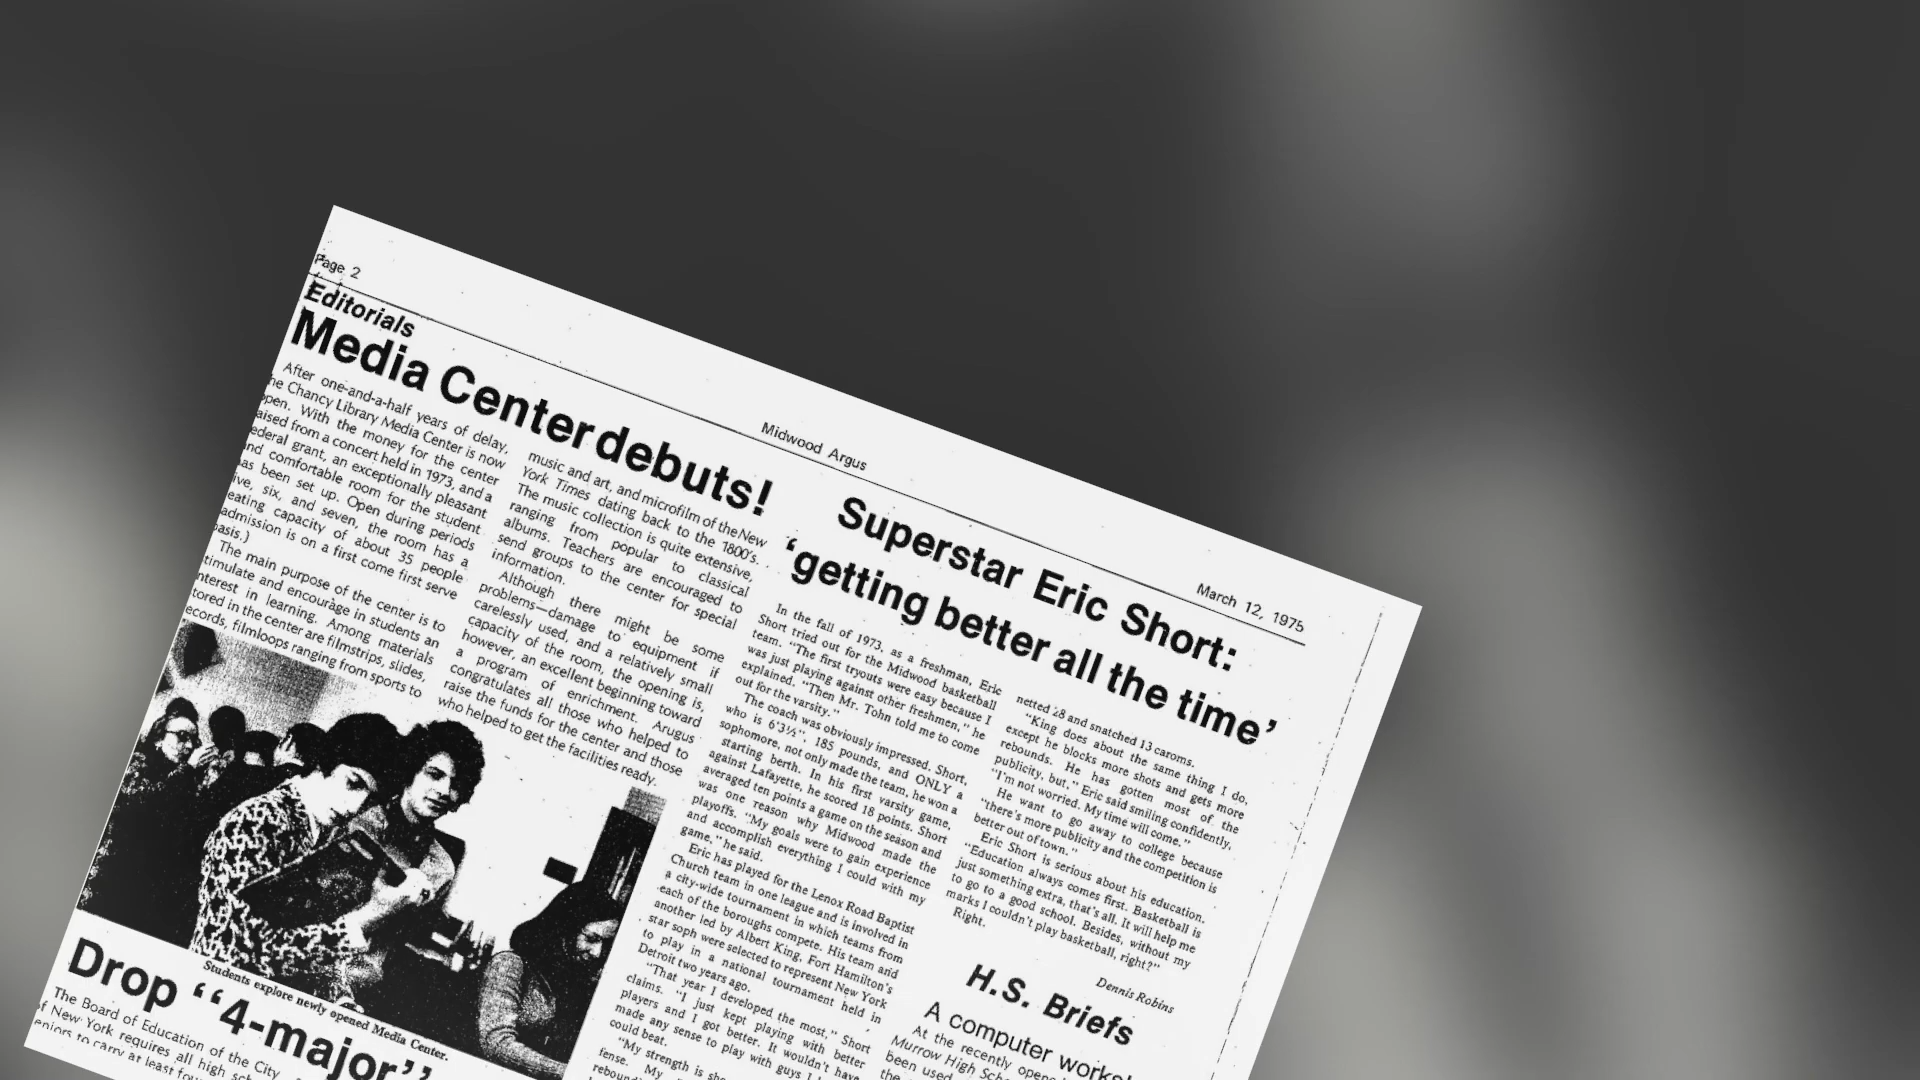 Page 2
Midwood Argus
March 12, 1975
Editorials
Media Center debuts!
After one-and-a-half years of delay,
he Chancy Library Media Center is now
open. With the money for the center
aised from a concert held in 1973, and a
ederal grant, an exceptionally pleasant
nd comfortable room for the student
as been set up. Open during periods
ive, six, and seven, the room has a
eating capacity of about 35 people
admission is on a first come first serve
asis.)
The main purpose of the center is to
timulate and encourage in students an
nterest in learning. Among materials
tored in the center are filmstrips, slides,
ecords, filmloops ranging from sports to
music and art, and microfilm of the New
York Times dating back to the 1800's.
The music collection is quite extensive,
ranging from popular to classical
albums. Teachers are encouraged to
send groups to the center for special
information.
Although there might be some
problems—damage to equipment if
carelessly used, and a relatively small
capacity of the room, the opening is,
however, an excellent beginning toward
a program of enrichment. Arugus
congratulates all those who helped to
raise the funds for the center and those
who helped to get the facilities ready.
Students explore newly opened Media Center.
Drop “4-major”
The Board of Education of the City
f New York requires all high sch
eniors to carry at least fou
Superstar Eric Short:
‘getting better all the time’
In the fall of 1973, as a freshman, Eric
Short tried out for the Midwood basketball
team. “The first tryouts were easy because I
was just playing against other freshmen,” he
explained. “Then Mr. Tohn told me to come
out for the varsity.”
The coach was obviously impressed. Short,
who is 6'3½", 185 pounds, and ONLY a
sophomore, not only made the team, he won a
starting berth. In his first varsity game,
against Lafayette, he scored 18 points. Short
averaged ten points a game on the season and
was one reason why Midwood made the
playoffs. “My goals were to gain experience
and accomplish everything I could with my
game,” he said.
Eric has played for the Lenox Road Baptist
Church team in one league and is involved in
a city-wide tournament in which teams from
each of the boroughs compete. His team and
another led by Albert King, Fort Hamilton's
star soph were selected to represent New York
to play in a national tournament held in
Detroit two years ago.
“That year I developed the most,” Short
claims. “I just kept playing with better
players and I got better. It wouldn't have
made any sense to play with guys I
could beat.
“My strength is
fense. My
netted 28 and snatched 13 caroms.
“King does about the same thing I do,
except he blocks more shots and gets more
rebounds. He has gotten most of the
publicity, but,” Eric said smiling confidently,
“I'm not worried. My time will come.”
He want to go away to college because
“there's more publicity and the competition is
better out of town.”
Eric Short is serious about his education.
“Education always comes first. Basketball is
just something extra, that's all. It will help me
to go to a good school. Besides, without my
marks I couldn't play basketball, right?”
Right.
Dennis Robins
H.S. Briefs
A computer works!
At the recently
Murrow High
been used
the